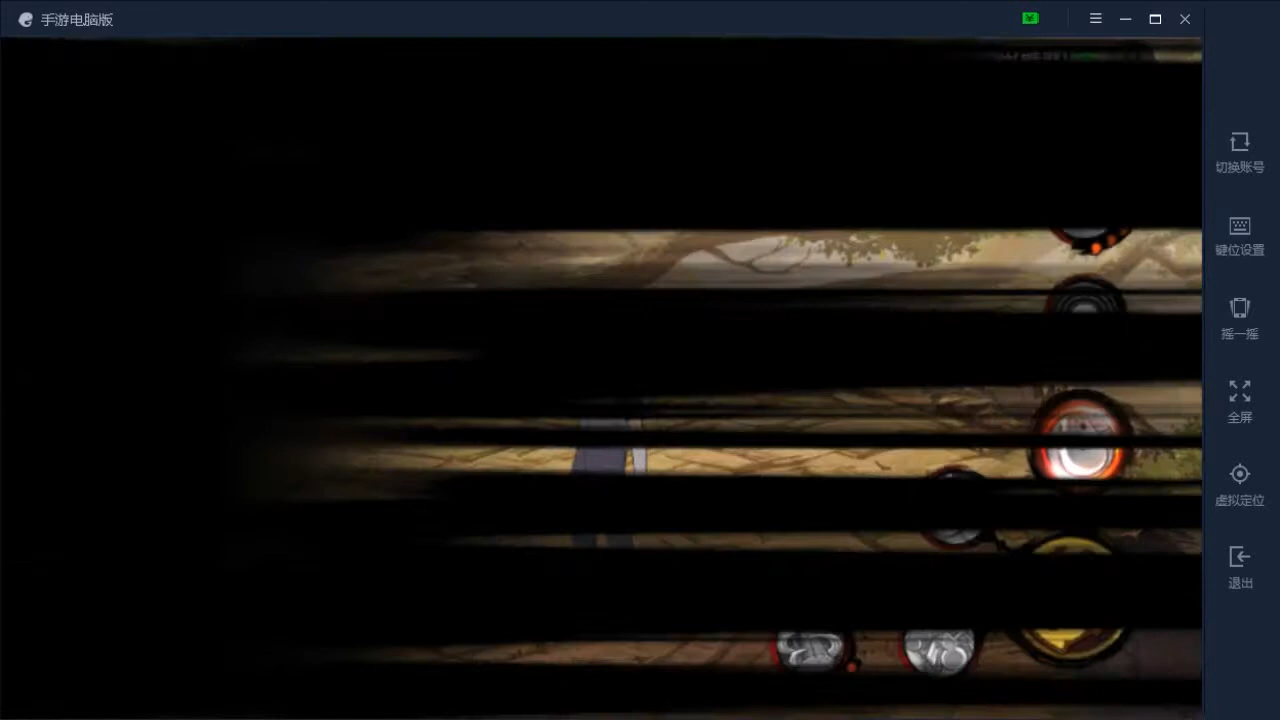 手游电脑版
切换账号
键位设置
摇一摇
全屏
虚拟定位
退出